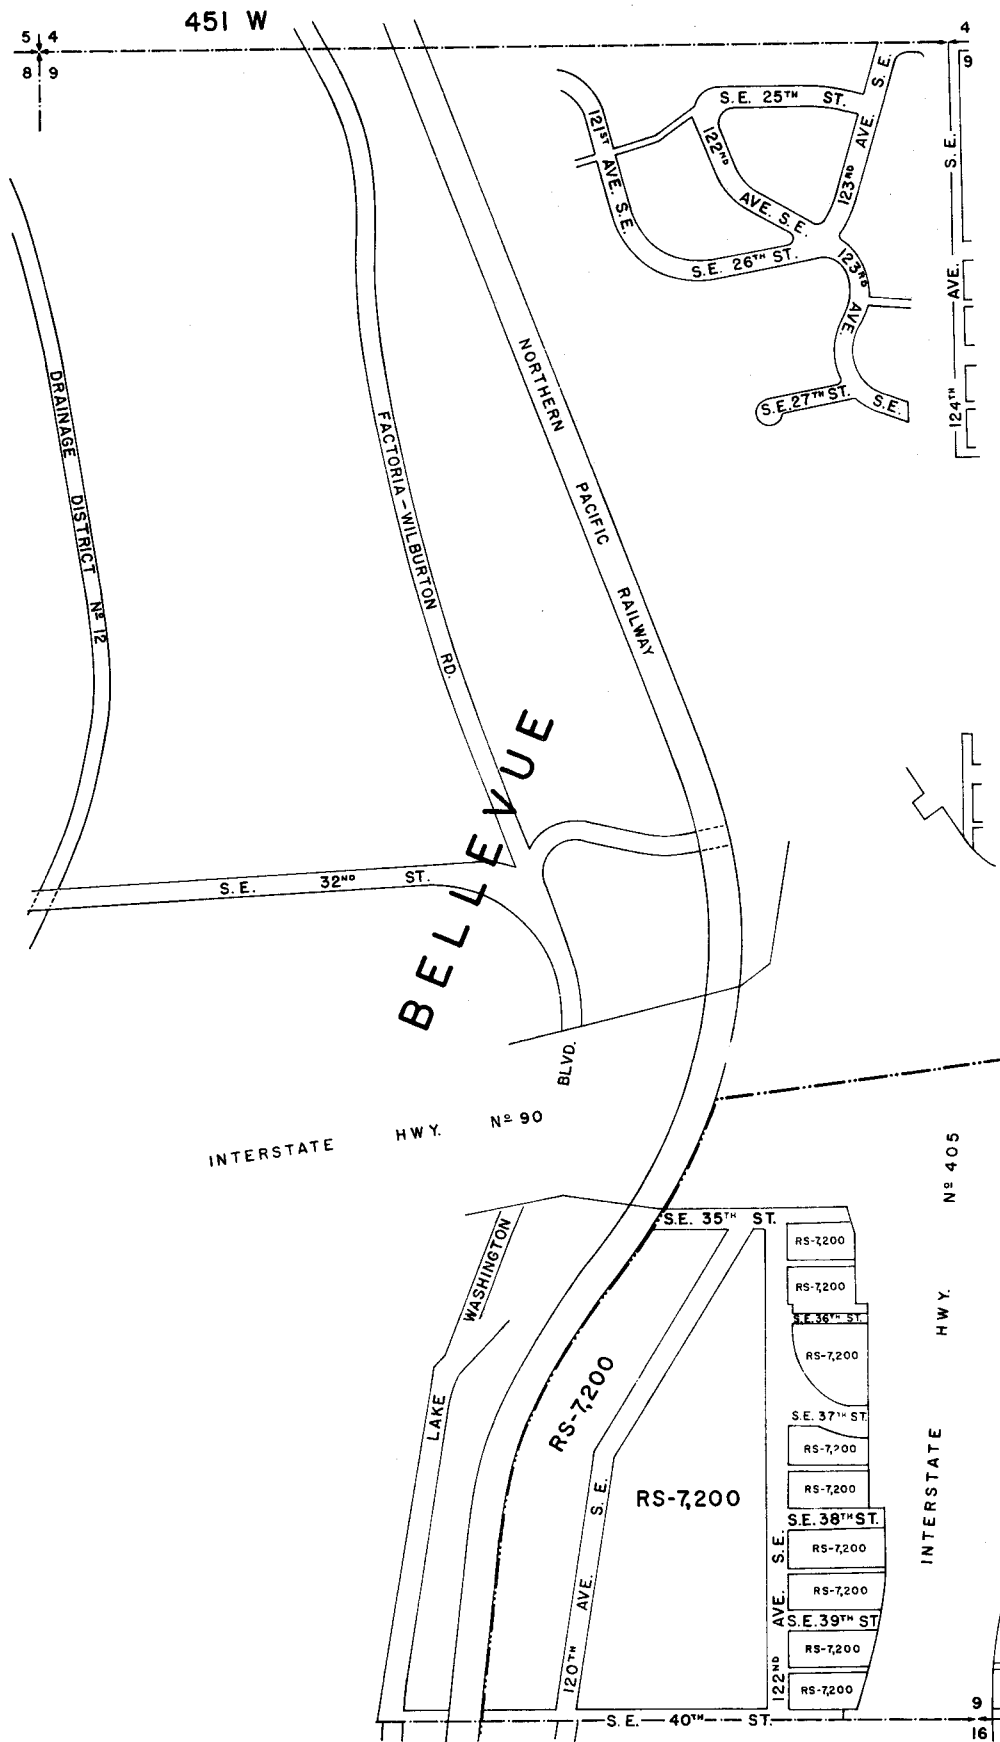 451 W
5 4
8 9
4
9
S.E. 25TH ST.
121ST AVE. S.E.
122ND AVE. S.E.
123RD AVE. S.E.
S.E. 26TH ST.
123RD AVE. S.E.
S.E. 27TH ST.
124TH AVE. S.E.
DRAINAGE DISTRICT Nº 12
FACTORIA-WILBURTON RD.
NORTHERN PACIFIC RAILWAY
BELLEVUE
S.E. 32ND ST.
INTERSTATE HWY. Nº 90
LAKE WASHINGTON BLVD.
INTERSTATE HWY. Nº 405
S.E. 35TH ST.
RS-7,200
RS-7,200
S.E. 36TH ST.
RS-7,200
S.E. 37TH ST.
RS-7,200
RS-7,200
S.E. 38TH ST.
RS-7,200
RS-7,200
S.E. 39TH ST
RS-7,200
RS-7,200
RS-7,200
RS-7,200
120TH AVE. S.E.
122ND AVE. S.E.
S.E. 40TH ST.
9
16